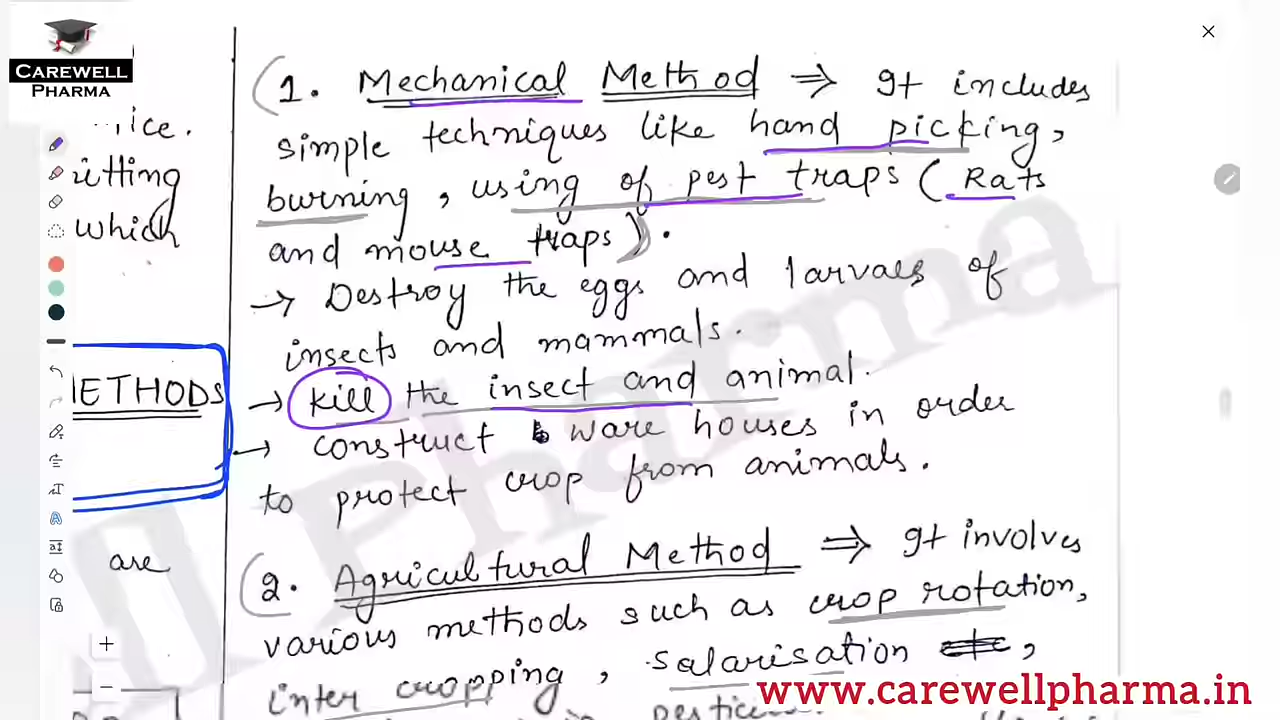 CAREWELL
PHARMA
ice.
utting
which
METHODS
are
1. Mechanical Method ⇒ It includes
simple techniques like hand picking,
burning, using of pest traps (Rats
and mouse traps).
→ Destroy the eggs and larvaes of
insects and mammals.
→ Kill the insect and animal.
→ construct ware houses in order
to protect crop from animals.
2. Agricultural Method ⇒ It involves
various methods such as crop rotation,
inter cropping, salarisation ,
www.carewellpharma.in